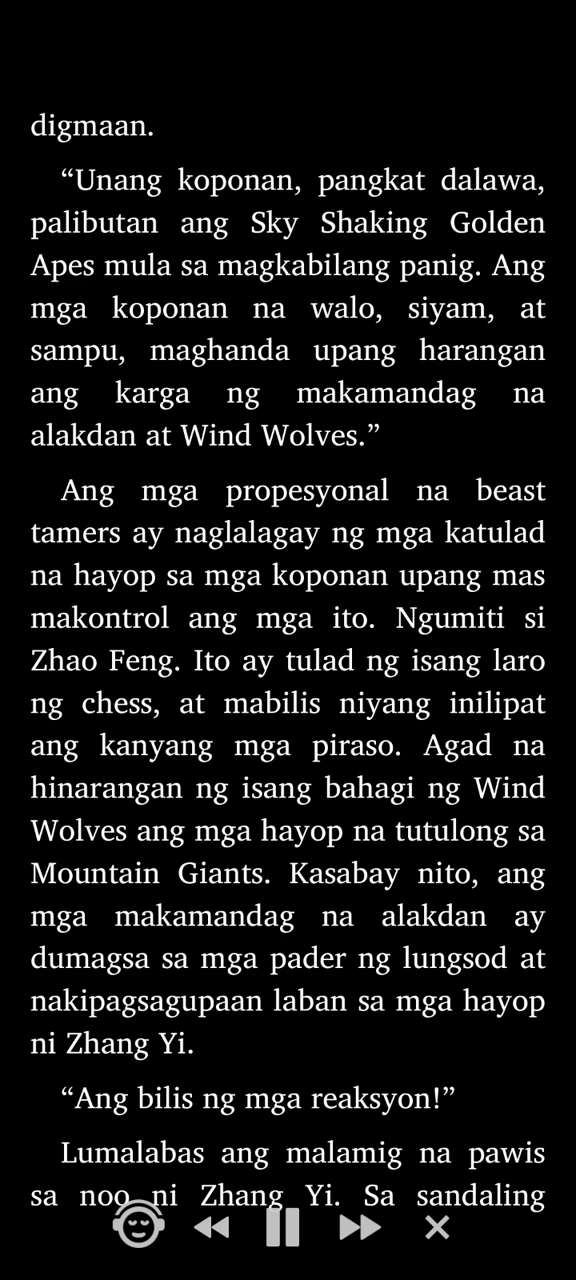 digmaan.
“Unang koponan, pangkat dalawa,
palibutan ang Sky Shaking Golden
Apes mula sa magkabilang panig. Ang
mga koponan na walo, siyam, at
sampu, maghanda upang harangan
ang karga ng makamandag na
alakdan at Wind Wolves.”
Ang mga propesyonal na beast
tamers ay naglalagay ng mga katulad
na hayop sa mga koponan upang mas
makontrol ang mga ito. Ngumiti si
Zhao Feng. Ito ay tulad ng isang laro
ng chess, at mabilis niyang inilipat
ang kanyang mga piraso. Agad na
hinarangan ng isang bahagi ng Wind
Wolves ang mga hayop na tutulong sa
Mountain Giants. Kasabay nito, ang
mga makamandag na alakdan ay
dumagsa sa mga pader ng lungsod at
nakipagsagupaan laban sa mga hayop
ni Zhang Yi.
“Ang bilis ng mga reaksyon!”
Lumalabas ang malamig na pawis
sa noo ni Zhang Yi. Sa sandaling